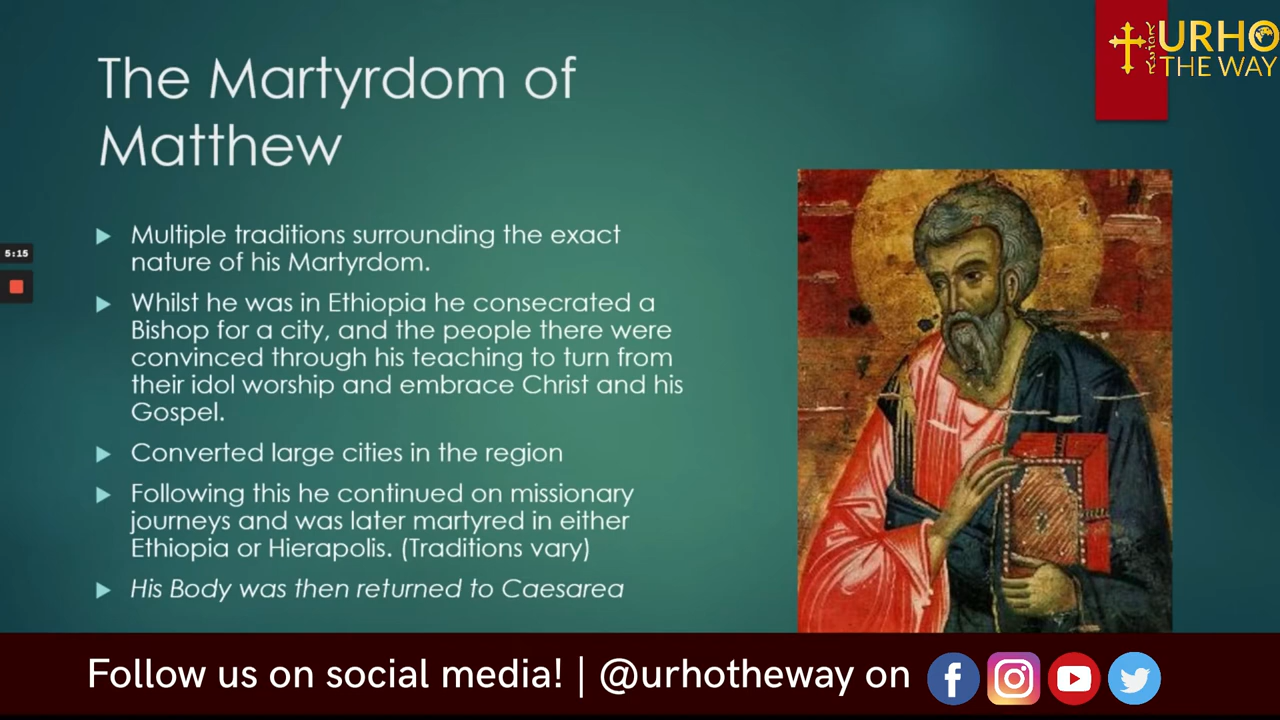 The Martyrdom of
Matthew
URHO
THE WAY
Multiple traditions surrounding the exact
nature of his Martyrdom.
5:15
Whilst he was in Ethiopia he consecrated a
Bishop for a city, and the people there were
convinced through his teaching to turn from
their idol worship and embrace Christ and his
Gospel.
Converted large cities in the region
Following this he continued on missionary
journeys and was later martyred in either
Ethiopia or Hierapolis. (Traditions vary)
His Body was then returned to Caesarea
Follow us on social media! | @urhotheway on